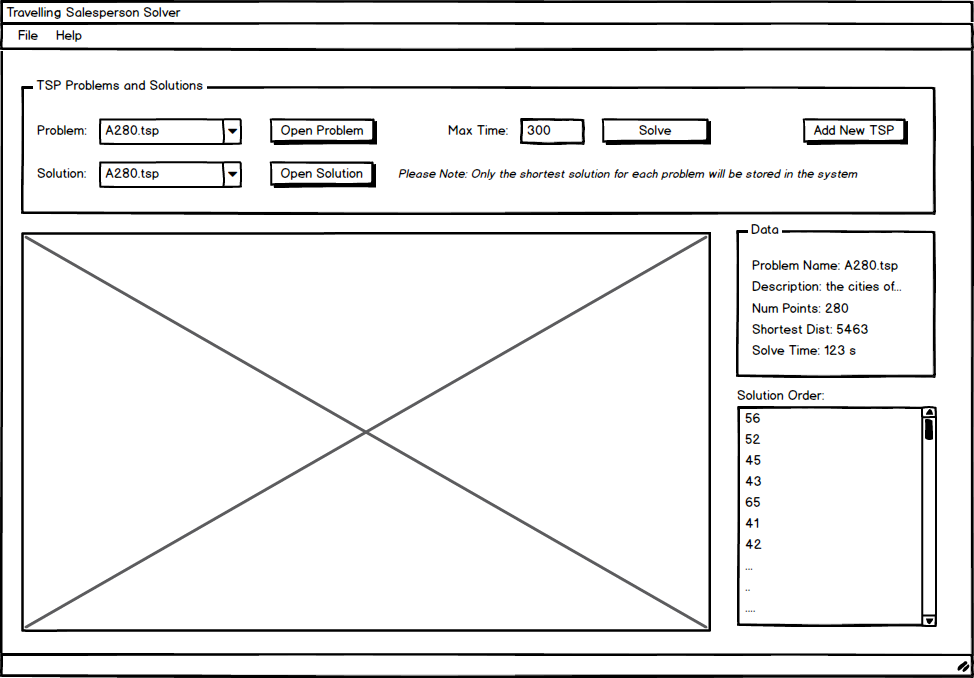 Travelling Salesperson Solver
File Help
TSP Problems and Solutions
Problem: A280.tsp Open Problem Max Time: 300 Solve Add New TSP
Solution: A280.tsp Open Solution Please Note: Only the shortest solution for each problem will be stored in the system
Data
Problem Name: A280.tsp
Description: the cities of...
Num Points: 280
Shortest Dist: 5463
Solve Time: 123 s
Solution Order:
56
52
45
43
65
41
42
...
..
....